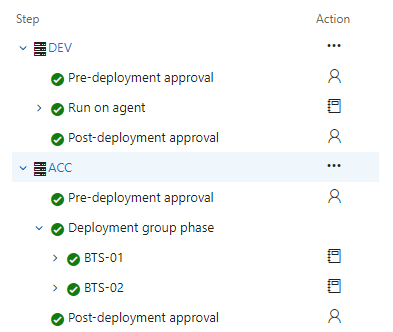 Step Action
DEV ...
Pre-deployment approval
Run on agent
Post-deployment approval
ACC ...
Pre-deployment approval
Deployment group phase
BTS-01
BTS-02
Post-deployment approval